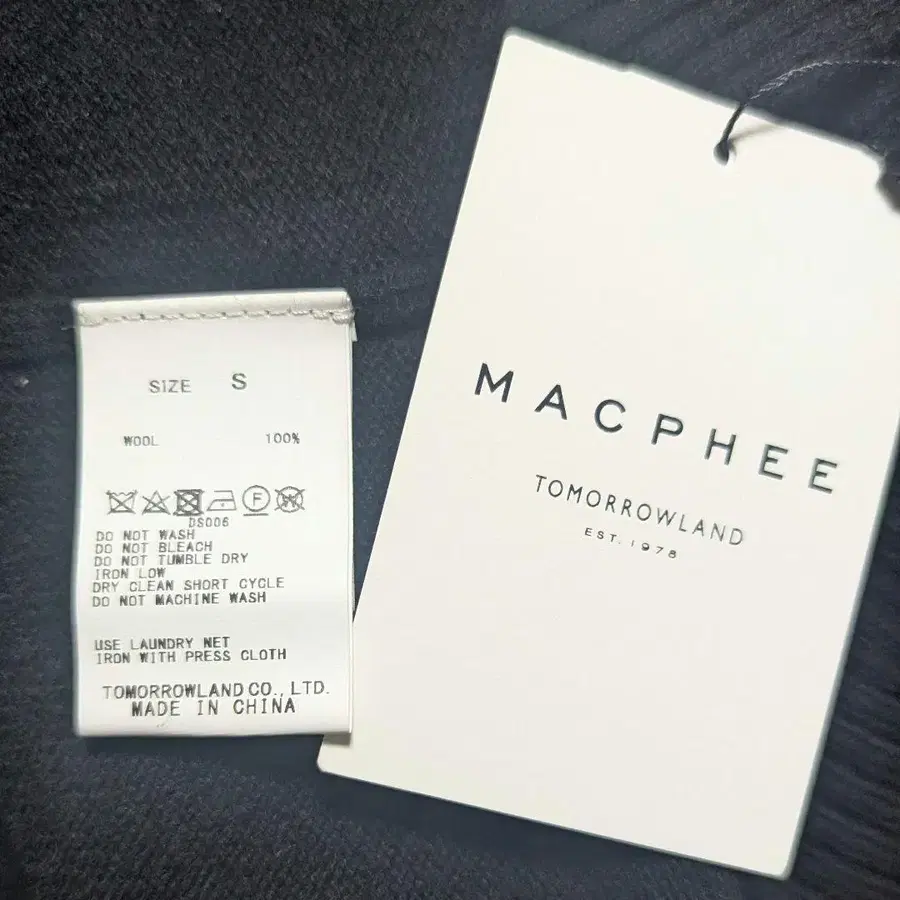 SIZE S
WOOL 100%
F W
DS006
DO NOT WASH
DO NOT BLEACH
DO NOT TUMBLE DRY
IRON LOW
DRY CLEAN SHORT CYCLE
DO NOT MACHINE WASH
USE LAUNDRY NET
IRON WITH PRESS CLOTH
TOMORROWLAND CO., LTD.
MADE IN CHINA
MACPHEE
TOMORROWLAND
EST. 1978